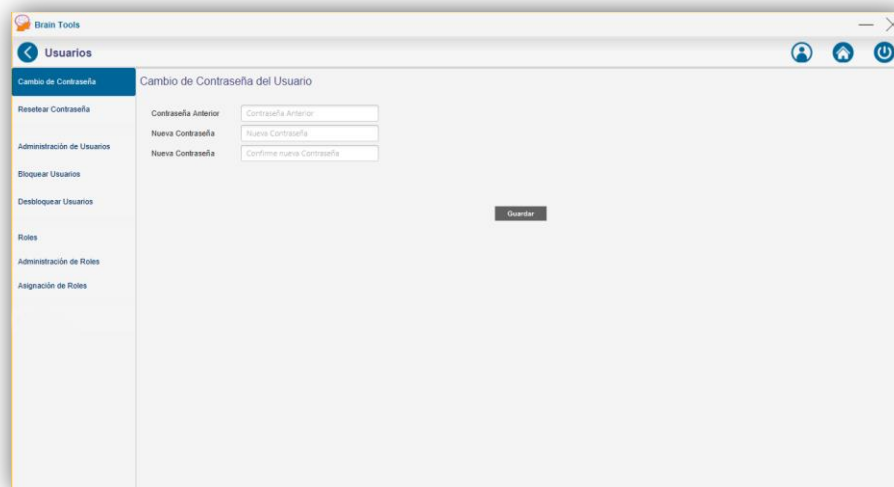 Brain Tools
Usuarios
Cambio de Contraseña
Resetear Contraseña
Administración de Usuarios
Bloquear Usuarios
Desbloquear Usuarios
Roles
Administración de Roles
Asignación de Roles
Cambio de Contraseña del Usuario
Contraseña Anterior Contraseña Anterior
Nueva Contraseña Nueva Contraseña
Nueva Contraseña Confirme nueva Contraseña
Guardar